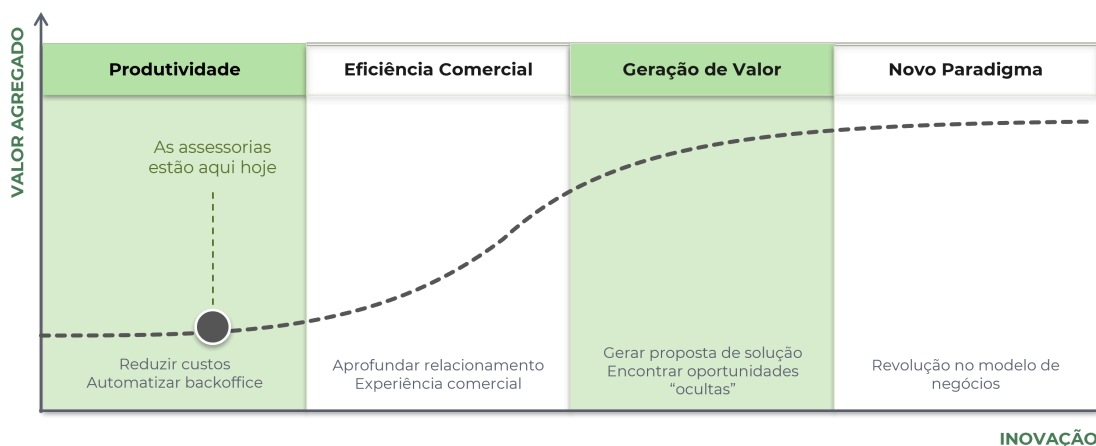 VALOR AGREGADO
Produtividade
Eficiência Comercial
Geração de Valor
Novo Paradigma
As assessorias
estão aqui hoje
Reduzir custos
Automatizar backoffice
Aprofundar relacionamento
Experiência comercial
Gerar proposta de solução
Encontrar oportunidades
“ocultas”
Revolução no modelo de
negócios
INOVAÇÃO